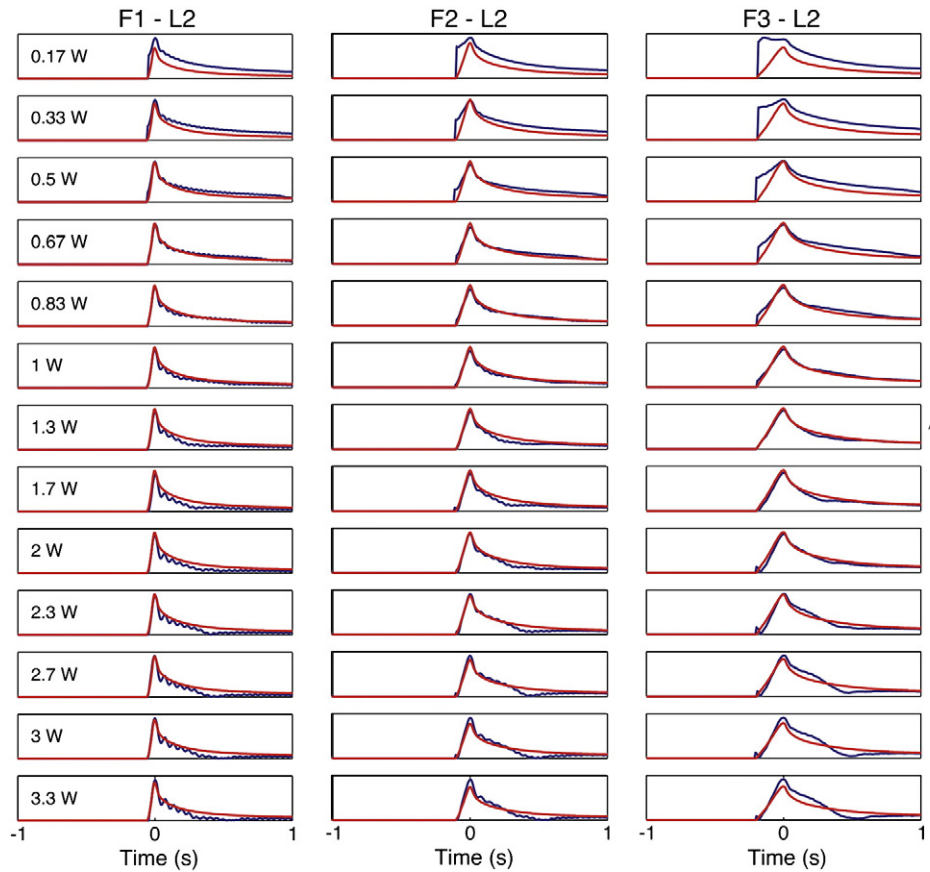 F1 - L2 F2 - L2 F3 - L2
0.17 W
0.33 W
0.5 W
0.67 W
0.83 W
1 W
1.3 W
1.7 W
2 W
2.3 W
2.7 W
3 W
3.3 W
-1 0 1 -1 0 1 -1 0 1
Time (s) Time (s) Time (s)